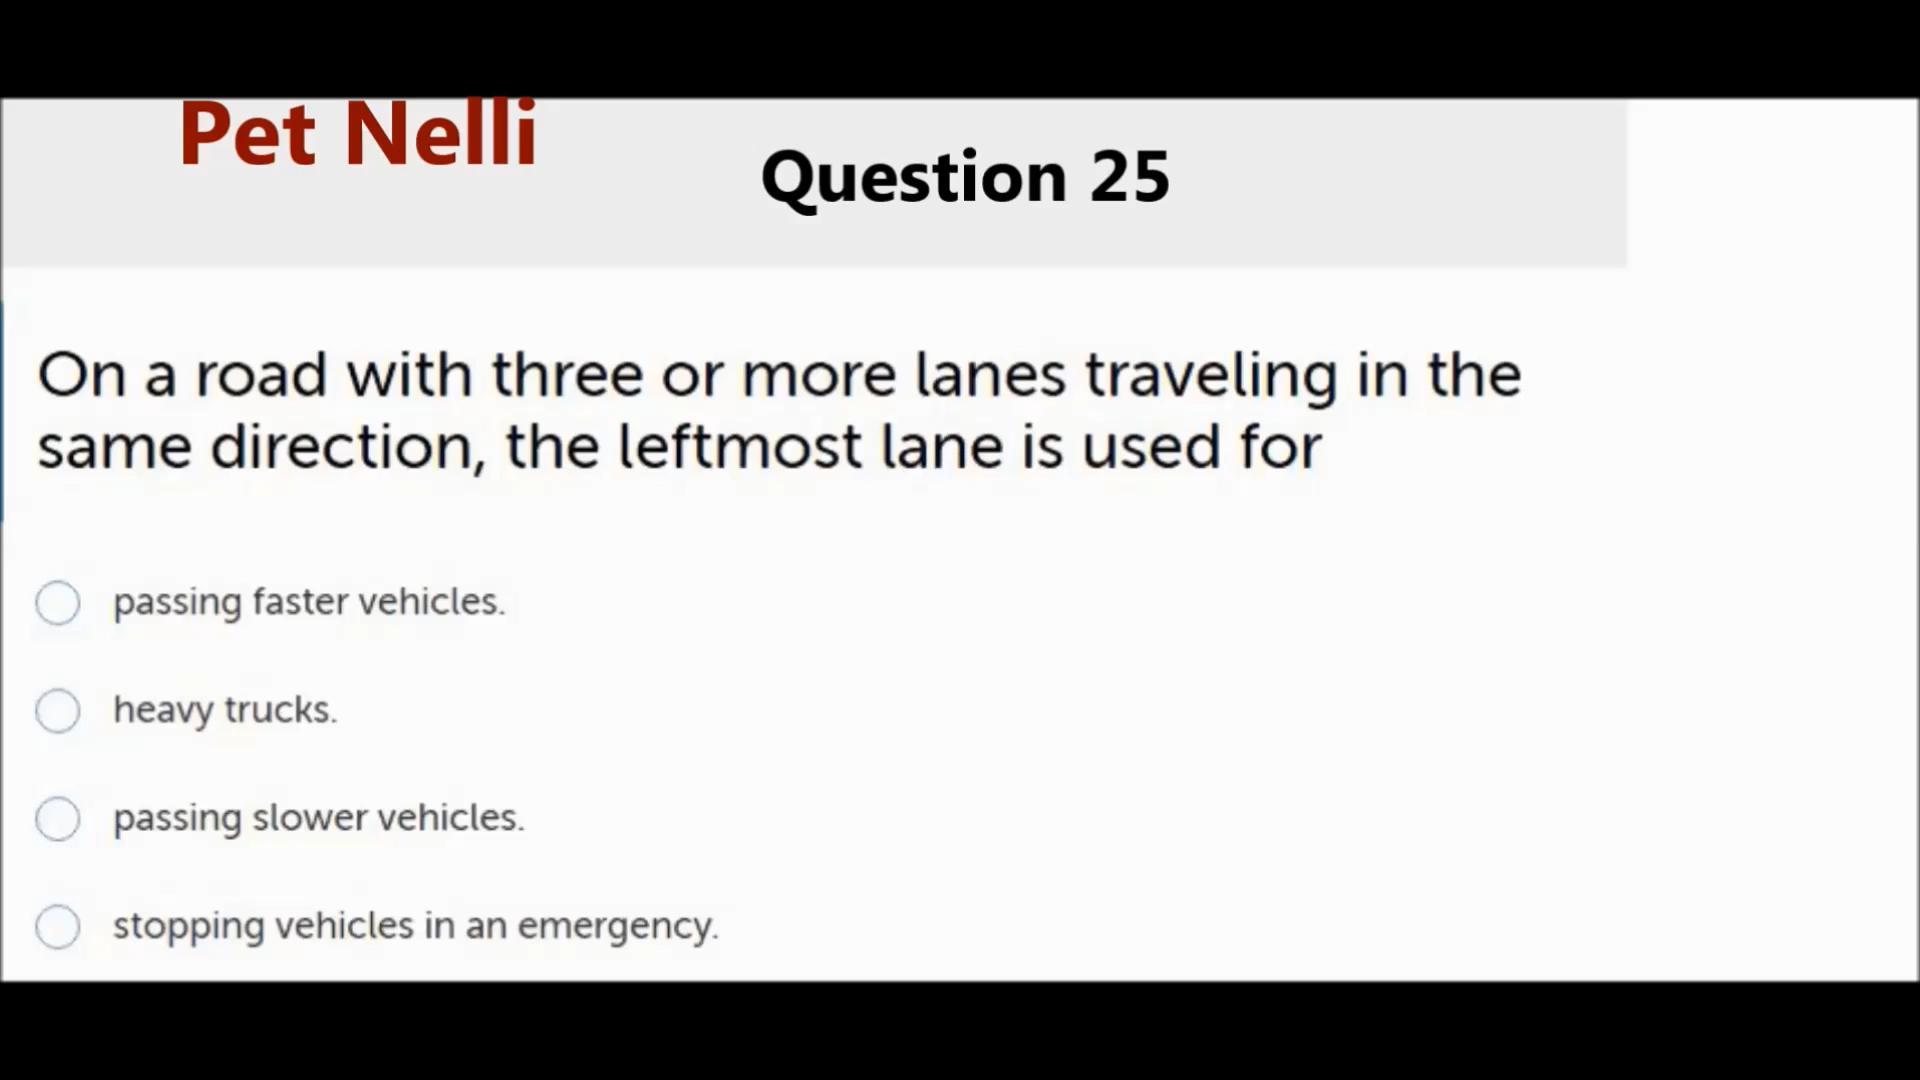 Pet Nelli
Question 25
On a road with three or more lanes traveling in the
same direction, the leftmost lane is used for
passing faster vehicles.
heavy trucks.
passing slower vehicles.
stopping vehicles in an emergency.